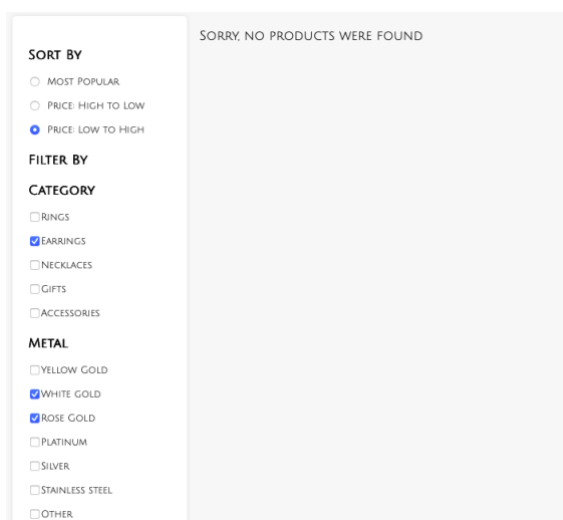 Sort By
Most Popular
Price: High to Low
Price: Low to High
Filter By
Category
Rings
Earrings
Necklaces
Gifts
Accessories
Metal
Yellow Gold
White gold
Rose Gold
Platinum
Silver
Stainless steel
Other
Sorry, no products were found